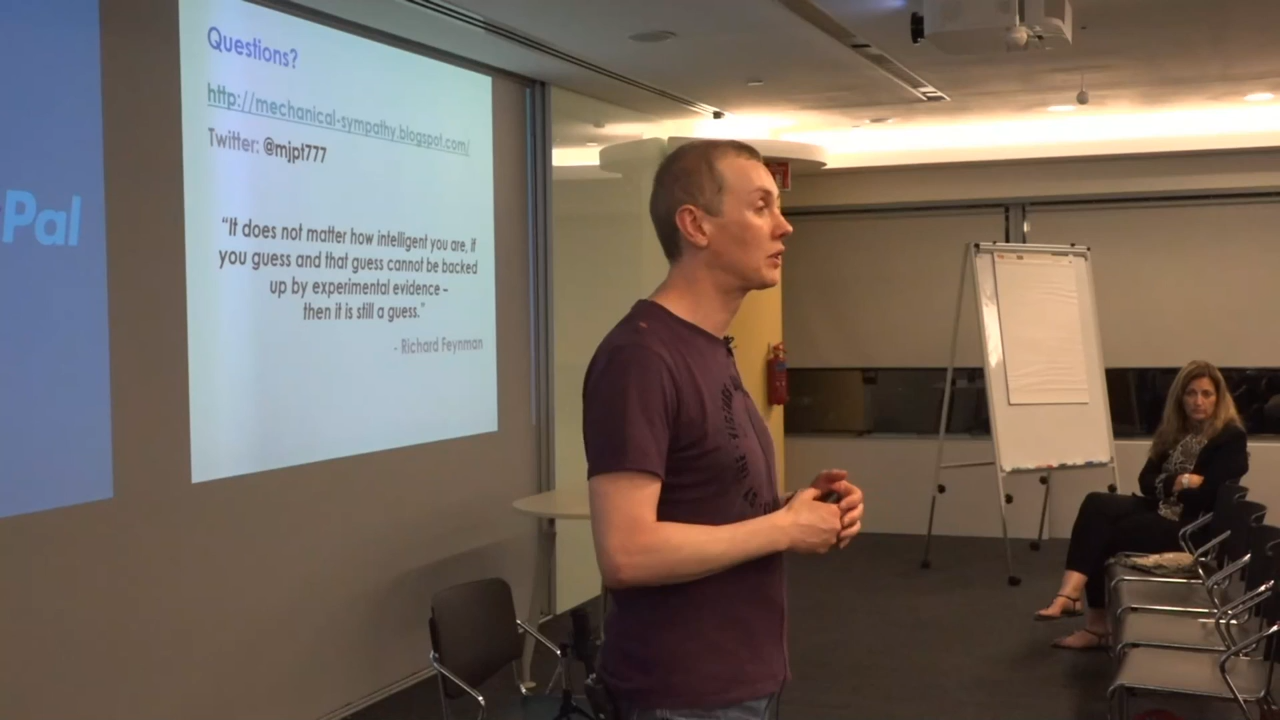 Pal
Questions?
http://mechanical-sympathy.blogspot.com/
Twitter: @mjpt777
“It does not matter how intelligent you are, if
you guess and that guess cannot be backed
up by experimental evidence –
then it is still a guess.”
- Richard Feynman